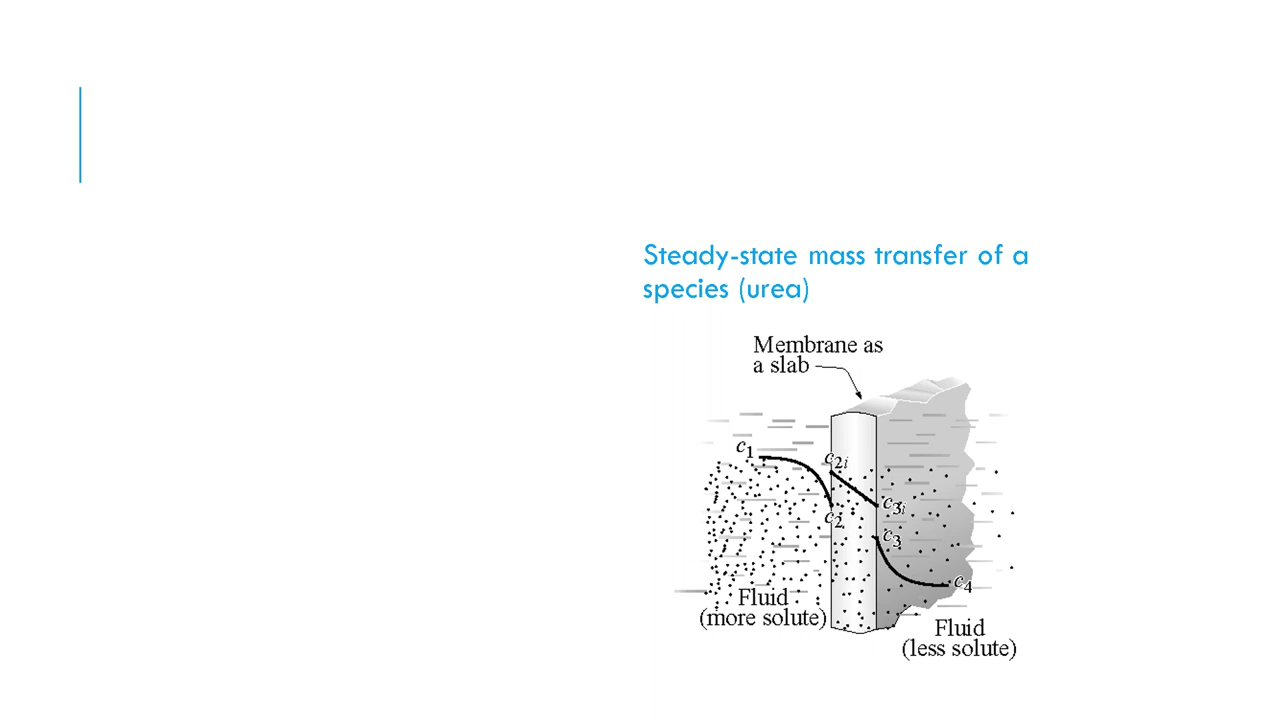 Steady-state mass transfer of a
species (urea)
Membrane as
a slab
c1
c2i
c3i
c2
c3
c4
Fluid
(more solute)
Fluid
(less solute)